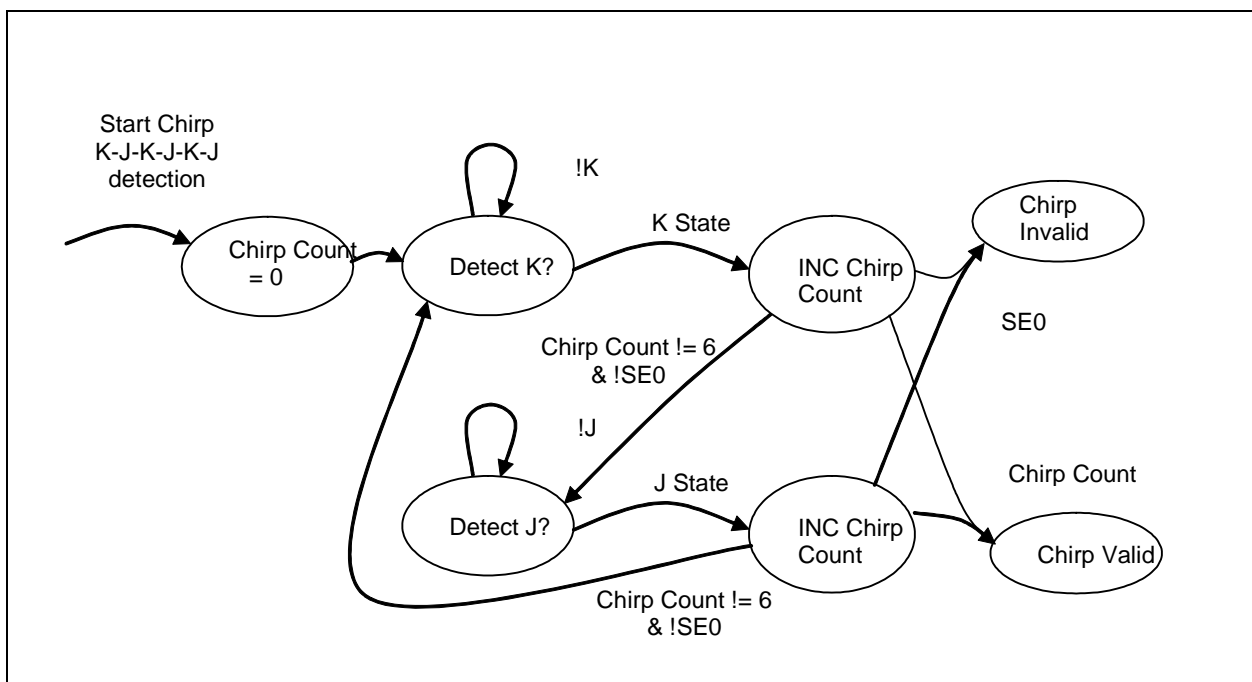 Start Chirp
K-J-K-J-K-J
detection
!K
K State
Chirp
Invalid
Chirp Count
= 0
Detect K?
INC Chirp
Count
SE0
Chirp Count != 6
& !SE0
!J
J State
Chirp Count
Detect J?
INC Chirp
Count
Chirp Valid
Chirp Count != 6
& !SE0